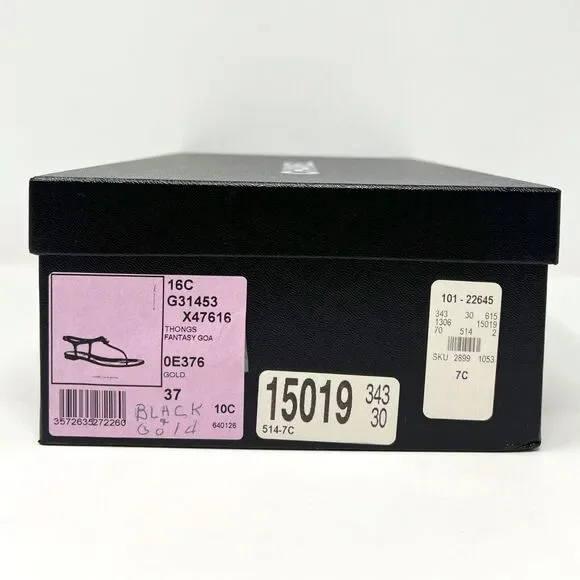 16C
G31453
X47616
THONGS
FANTASY GOA
0E376
GOLD
37
10C
640126
3572635272260
BLACK
+
GOld
15019 343
30
514-7C
101 - 22645
343 30 615
1306 15019
70 514 2
SKU 2899 1053
7C